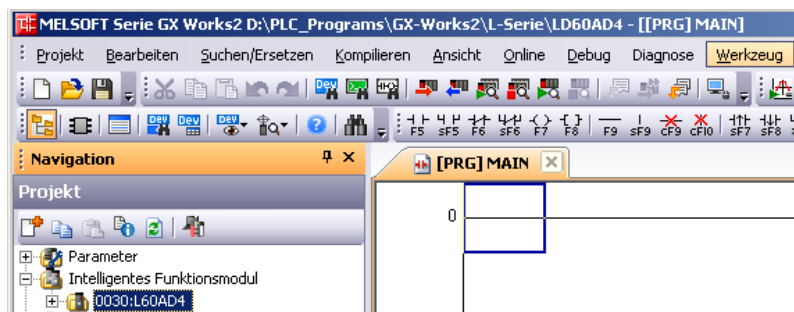 MELSOFT Serie GX Works2 D:\PLC_Programs\GX-Works2\L-Serie\LD60AD4 - [[PRG] MAIN]
Projekt Bearbeiten Suchen/Ersetzen Kompilieren Ansicht Online Debug Diagnose Werkzeug
F5 sF5 F6 sF6 F7 F8 F9 sF9 cF9 cF10 sF7 sF8
Navigation
[PRG] MAIN
Projekt
0
Parameter
Intelligentes Funktionsmodul
0030:L60AD4